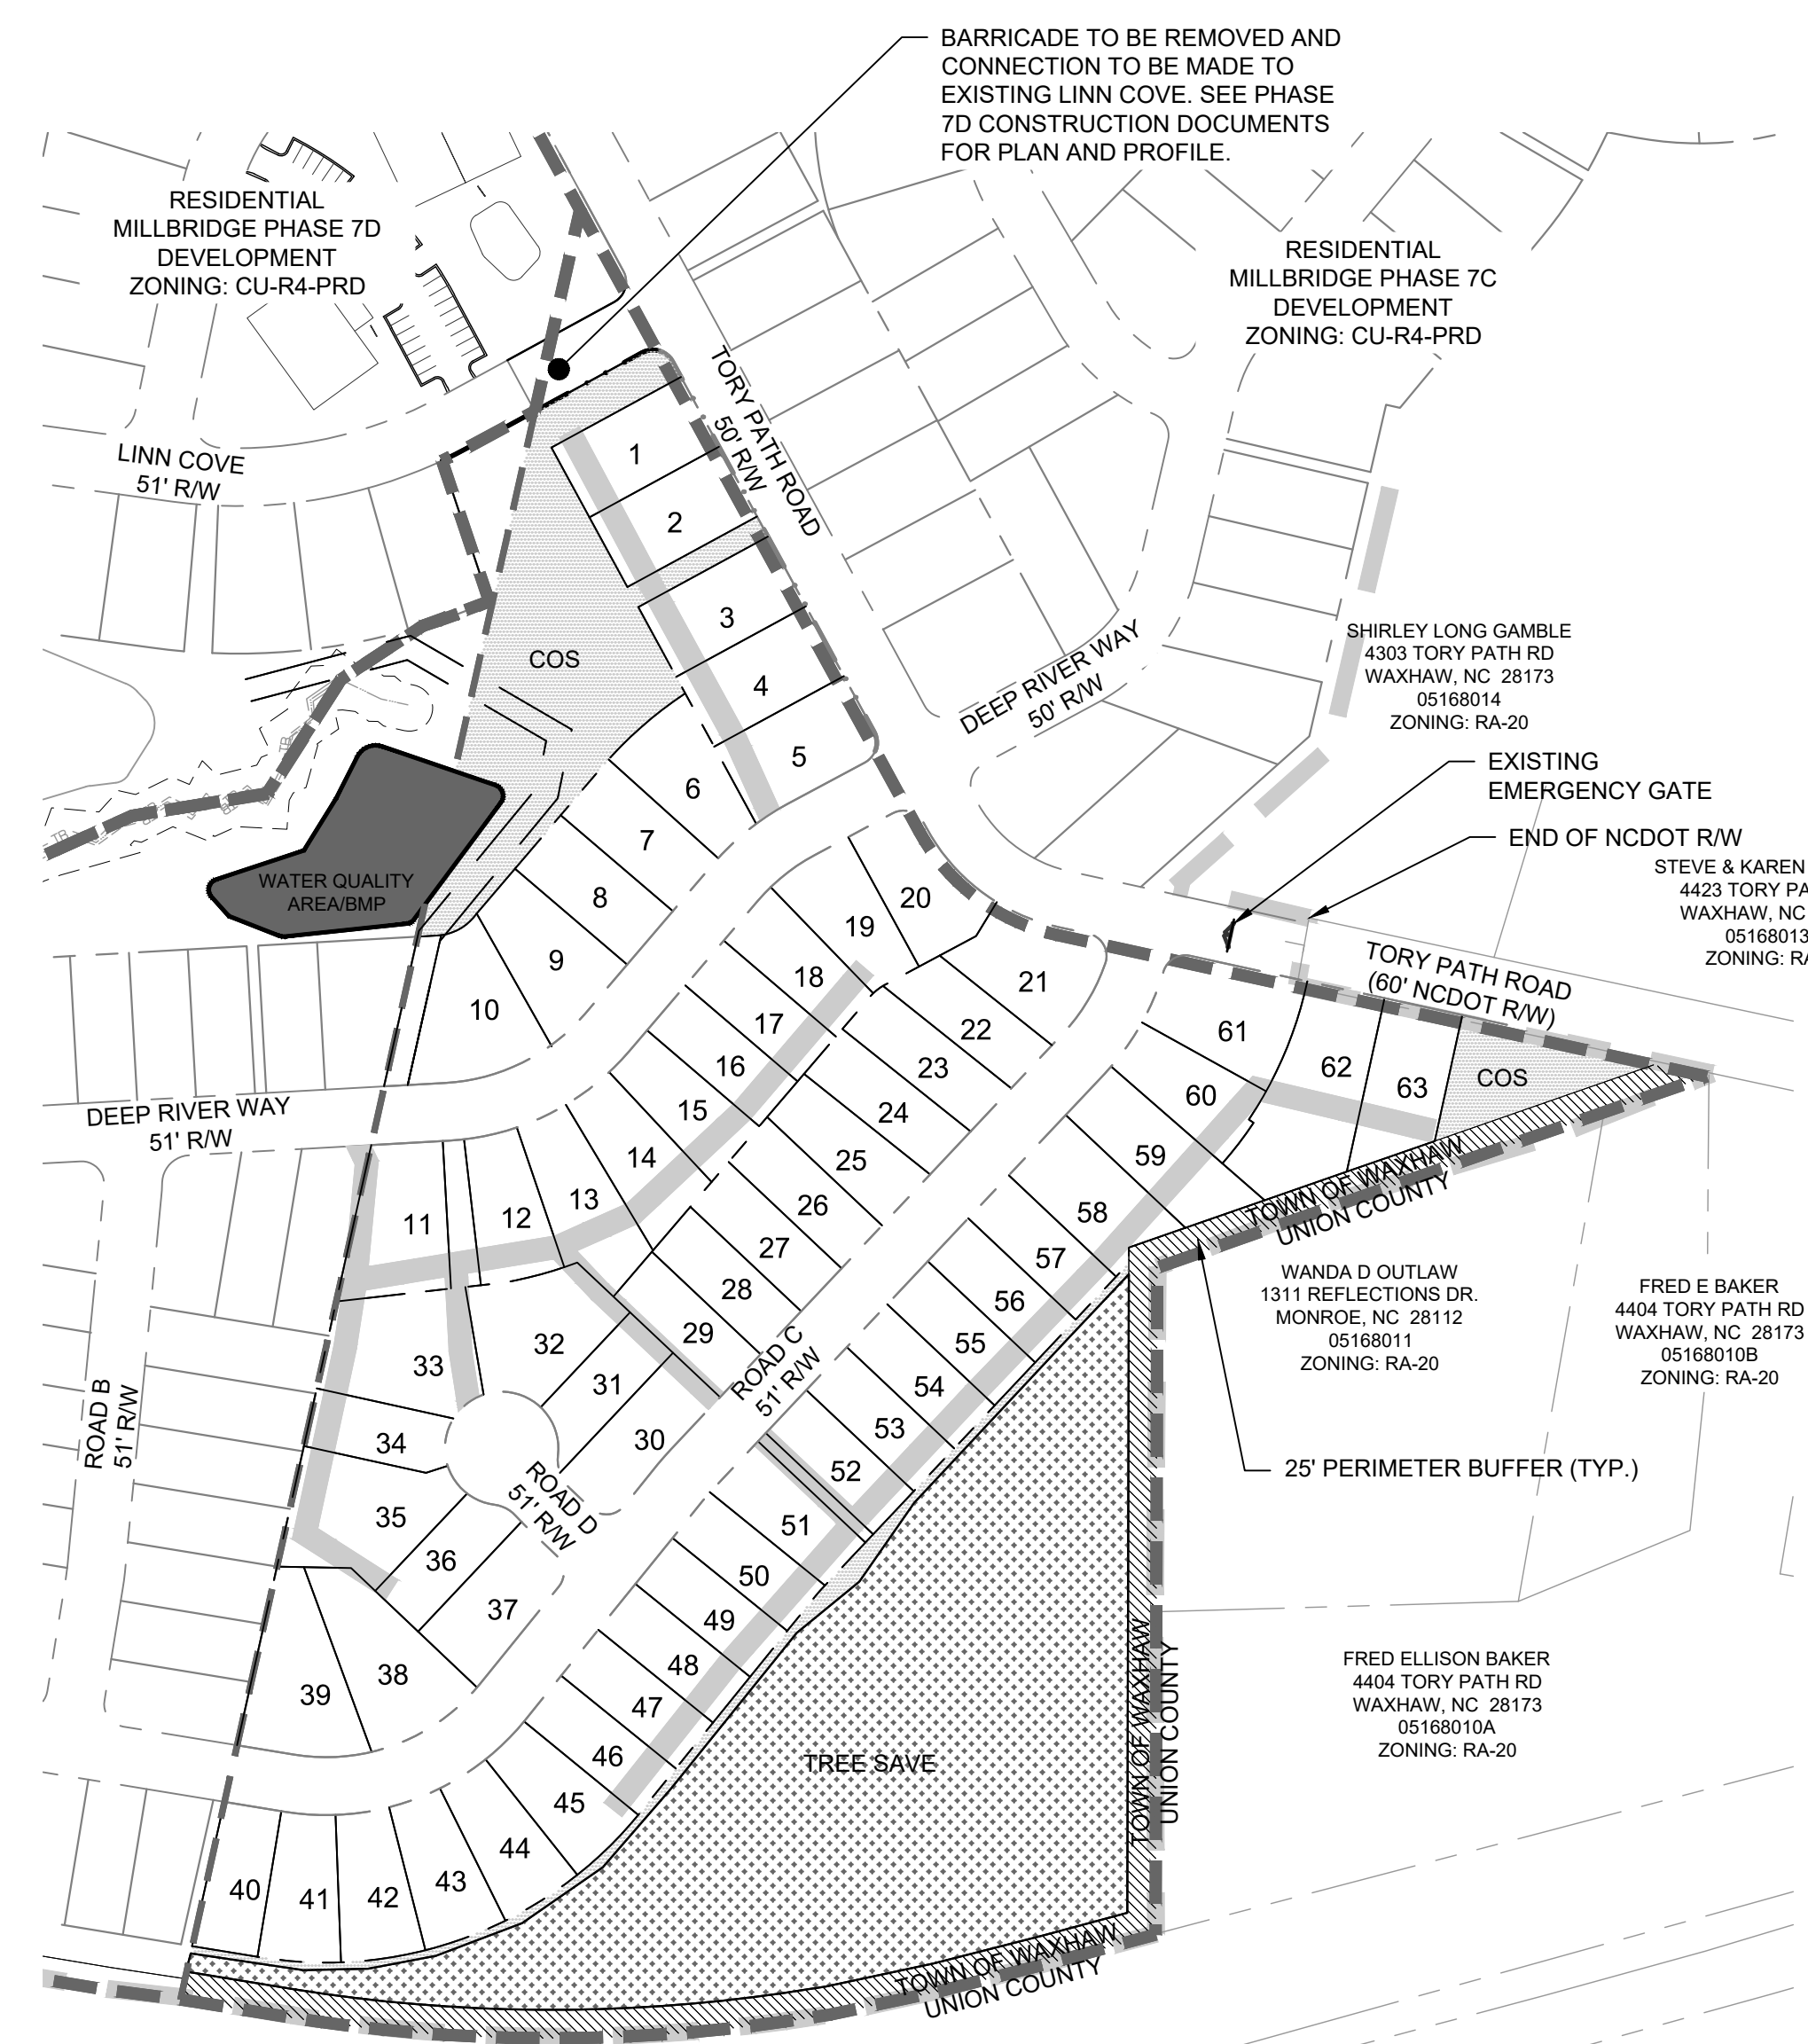 BARRICADE TO BE REMOVED AND
CONNECTION TO BE MADE TO
EXISTING LINN COVE. SEE PHASE
7D CONSTRUCTION DOCUMENTS
FOR PLAN AND PROFILE.
RESIDENTIAL
MILLBRIDGE PHASE 7D
DEVELOPMENT
ZONING: CU-R4-PRD
RESIDENTIAL
MILLBRIDGE PHASE 7C
DEVELOPMENT
ZONING: CU-R4-PRD
TORY PATH ROAD
50' R/W
LINN COVE
51' R/W
1
2
3
4
5
COS
DEEP RIVER WAY
50' R/W
SHIRLEY LONG GAMBLE
4303 TORY PATH RD
WAXHAW, NC 28173
05168014
ZONING: RA-20
EXISTING
EMERGENCY GATE
END OF NCDOT R/W
STEVE & KAREN
4423 TORY PA
WAXHAW, NC
05168013
ZONING: RA
TB
TB
WATER QUALITY
AREA/BMP
6
7
8
9
10
20
19
18
17
16
15
14
13
12
11
21
22
23
24
25
26
27
28
29
TORY PATH ROAD
(60' NCDOT R/W)
61
62
63
COS
60
59
58
57
56
55
54
53
52
51
50
49
48
47
46
45
44
43
42
41
40
DEEP RIVER WAY
51' R/W
TOWN OF WAXHAW
UNION COUNTY
WANDA D OUTLAW
1311 REFLECTIONS DR.
MONROE, NC 28112
05168011
ZONING: RA-20
FRED E BAKER
4404 TORY PATH RD
WAXHAW, NC 28173
05168010B
ZONING: RA-20
32
33
31
30
34
35
36
37
38
39
ROAD B
51' R/W
ROAD C
51' R/W
ROAD D
51' R/W
25' PERIMETER BUFFER (TYP.)
TOWN OF WAXHAW
UNION COUNTY
FRED ELLISON BAKER
4404 TORY PATH RD
WAXHAW, NC 28173
05168010A
ZONING: RA-20
TREE SAVE
TOWN OF WAXHAW
UNION COUNTY